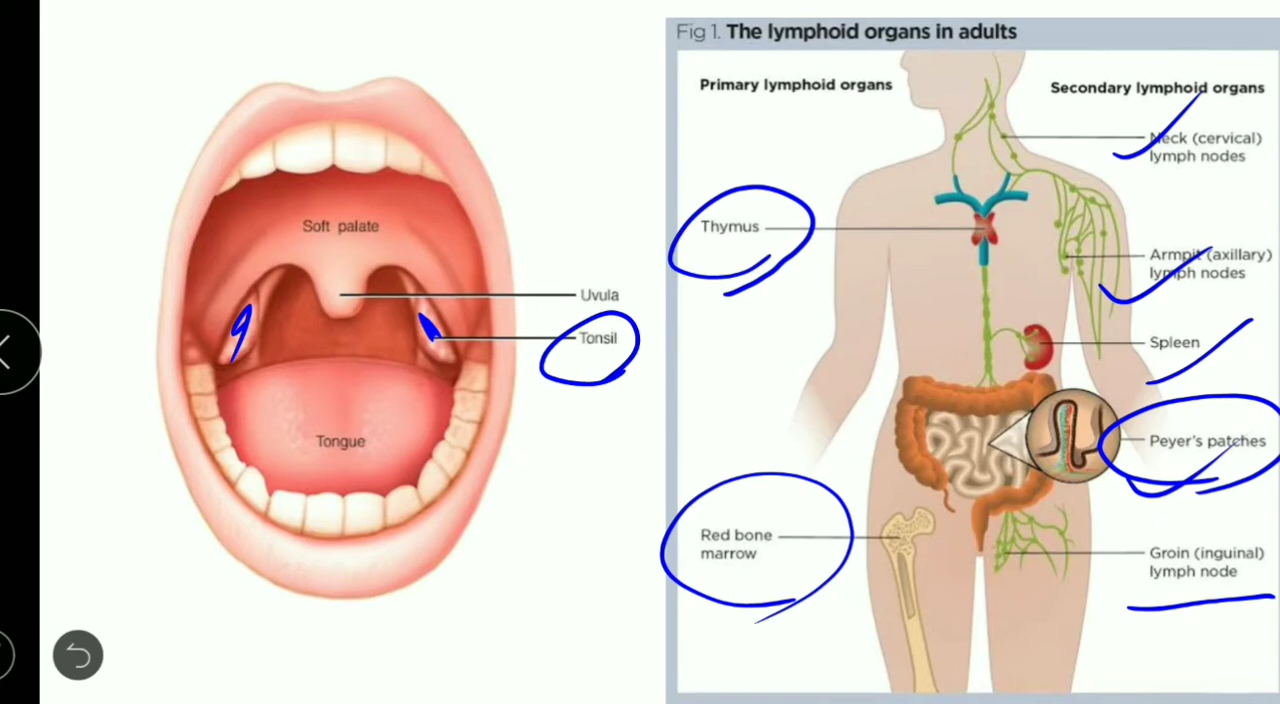 Soft palate
Uvula
Tonsil
Tongue
Fig 1. The lymphoid organs in adults
Primary lymphoid organs
Thymus
Red bone
marrow
Secondary lymphoid organs
Neck (cervical)
lymph nodes
Armpit (axillary)
lymph nodes
Spleen
Peyer's patches
Groin (inguinal)
lymph node